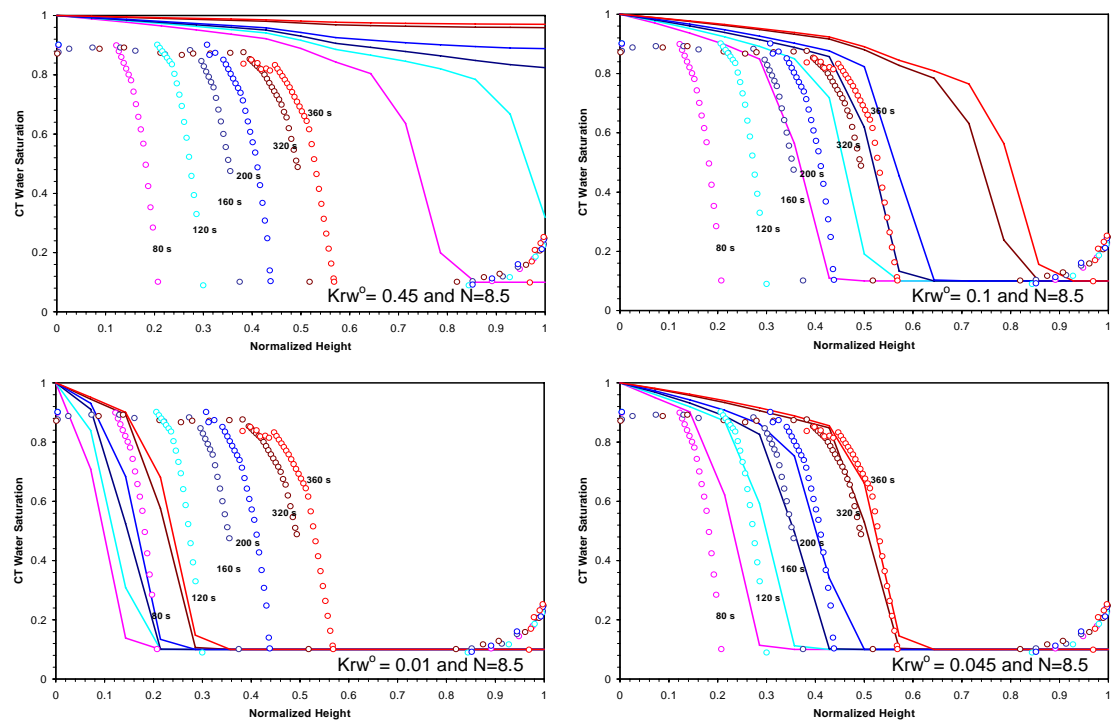 1
0.8
0.6
0.4
0.2
0
CT Water Saturation
360 s
320 s
200 s
160 s
120 s
80 s
Krwº= 0.45 and N=8.5
0 0.1 0.2 0.3 0.4 0.5 0.6 0.7 0.8 0.9 1
Normalized Height
1
0.8
0.6
0.4
0.2
0
CT Water Saturation
360 s
320 s
200 s
160 s
120 s
80 s
Krwº= 0.1 and N=8.5
0 0.1 0.2 0.3 0.4 0.5 0.6 0.7 0.8 0.9 1
Normalized Height
1
0.8
0.6
0.4
0.2
0
CT Water Saturation
360 s
320 s
200 s
160 s
120 s
80 s
Krwº = 0.01 and N=8.5
0 0.1 0.2 0.3 0.4 0.5 0.6 0.7 0.8 0.9 1
Normalized Height
1
0.8
0.6
0.4
0.2
0
CT Water Saturation
360 s
320 s
200 s
160 s
120 s
80 s
Krwº = 0.045 and N=8.5
0 0.1 0.2 0.3 0.4 0.5 0.6 0.7 0.8 0.9 1
Normalized Height